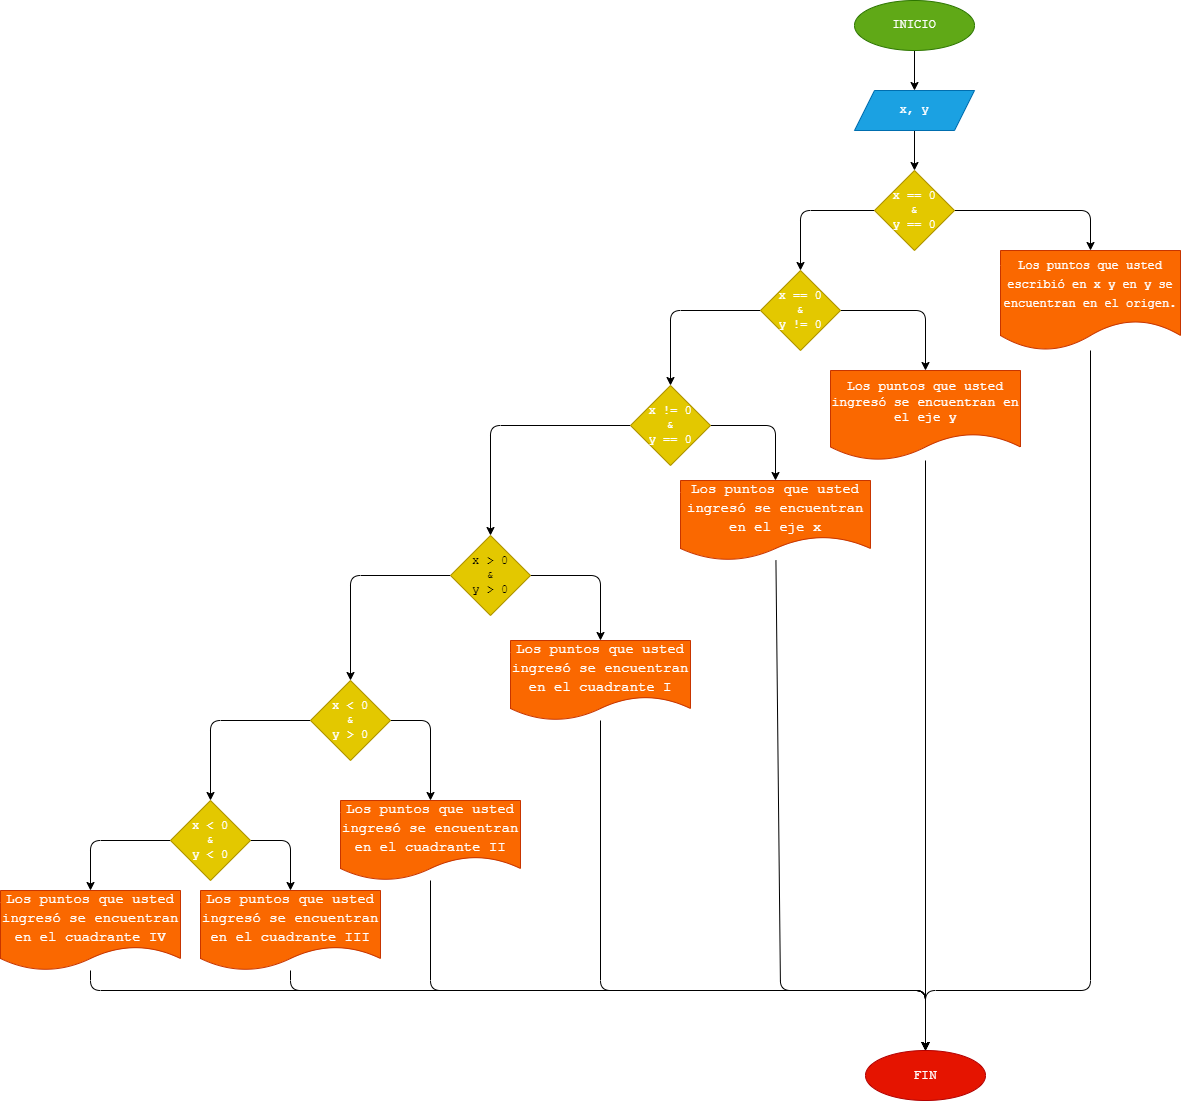 INICIO
x, y
x == 0
&
y == 0
Los puntos que usted
escribió en x y en y se
encuentran en el origen.
x == 0
&
y != 0
Los puntos que usted
ingresó se encuentran en
el eje y
x != 0
&
y == 0
Los puntos que usted
ingresó se encuentran
en el eje x
x > 0
&
y > 0
Los puntos que usted
ingresó se encuentran
en el cuadrante I
x < 0
&
y > 0
Los puntos que usted
ingresó se encuentran
en el cuadrante II
x < 0
&
y < 0
Los puntos que usted
ingresó se encuentran
en el cuadrante IV
Los puntos que usted
ingresó se encuentran
en el cuadrante III
FIN